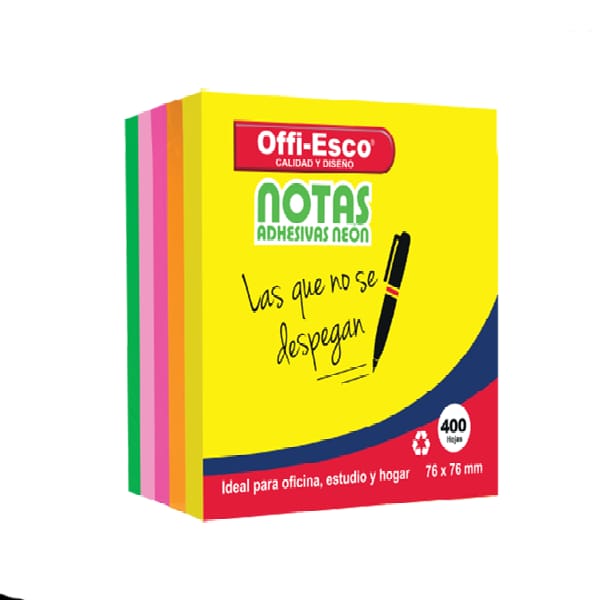 Offi-Esco®
CALIDAD Y DISEÑO
NOTAS
ADHESIVAS NEÓN
Las que no se
despegan
400
Hojas
76 x 76 mm
Ideal para oficina, estudio y hogar